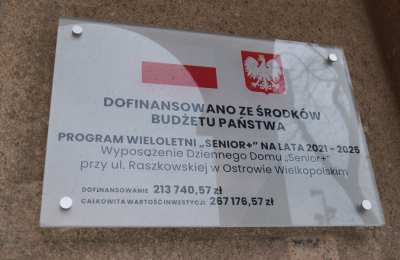 DOFINANSOWANO ZE ŚRODKÓW
BUDŻETU PAŃSTWA
PROGRAM WIELOLETNI „SENIOR+” NA LATA 2021 - 2025
Wyposażenie Dziennego Domu „Senior+”
przy ul. Raszkowskiej w Ostrowie Wielkopolskim
DOFINANSOWANIE 213 740,57 zł
CAŁKOWITA WARTOŚĆ INWESTYCJI 267 176,57 zł